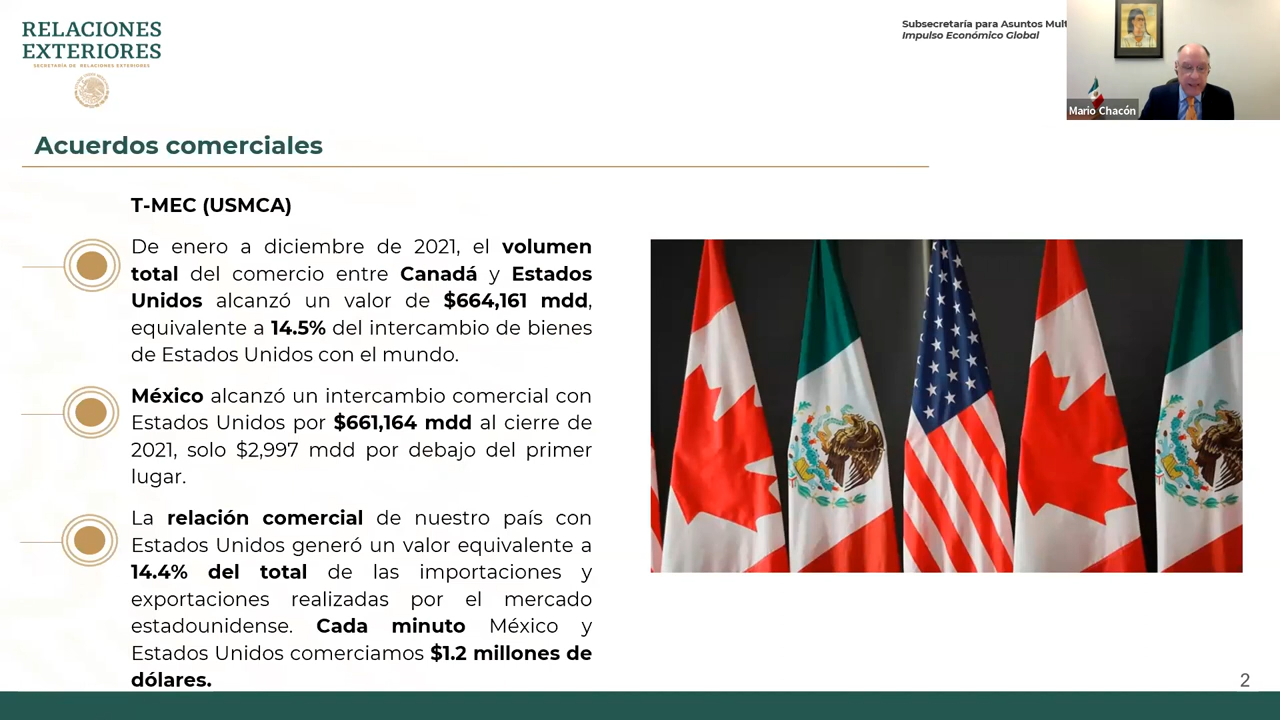 RELACIONES
EXTERIORES
SECRETARÍA DE RELACIONES EXTERIORES
Subsecretaría para Asuntos
Impulso Económico Global
Mario Chacón
Acuerdos comerciales
T-MEC (USMCA)
De enero a diciembre de 2021, el volumen
total del comercio entre Canadá y Estados
Unidos alcanzó un valor de $664,161 mdd,
equivalente a 14.5% del intercambio de bienes
de Estados Unidos con el mundo.
México alcanzó un intercambio comercial con
Estados Unidos por $661,164 mdd al cierre de
2021, solo $2,997 mdd por debajo del primer
lugar.
La relación comercial de nuestro país con
Estados Unidos generó un valor equivalente a
14.4% del total de las importaciones y
exportaciones realizadas por el mercado
estadounidense. Cada minuto México y
Estados Unidos comerciamos $1.2 millones de
dólares.
2